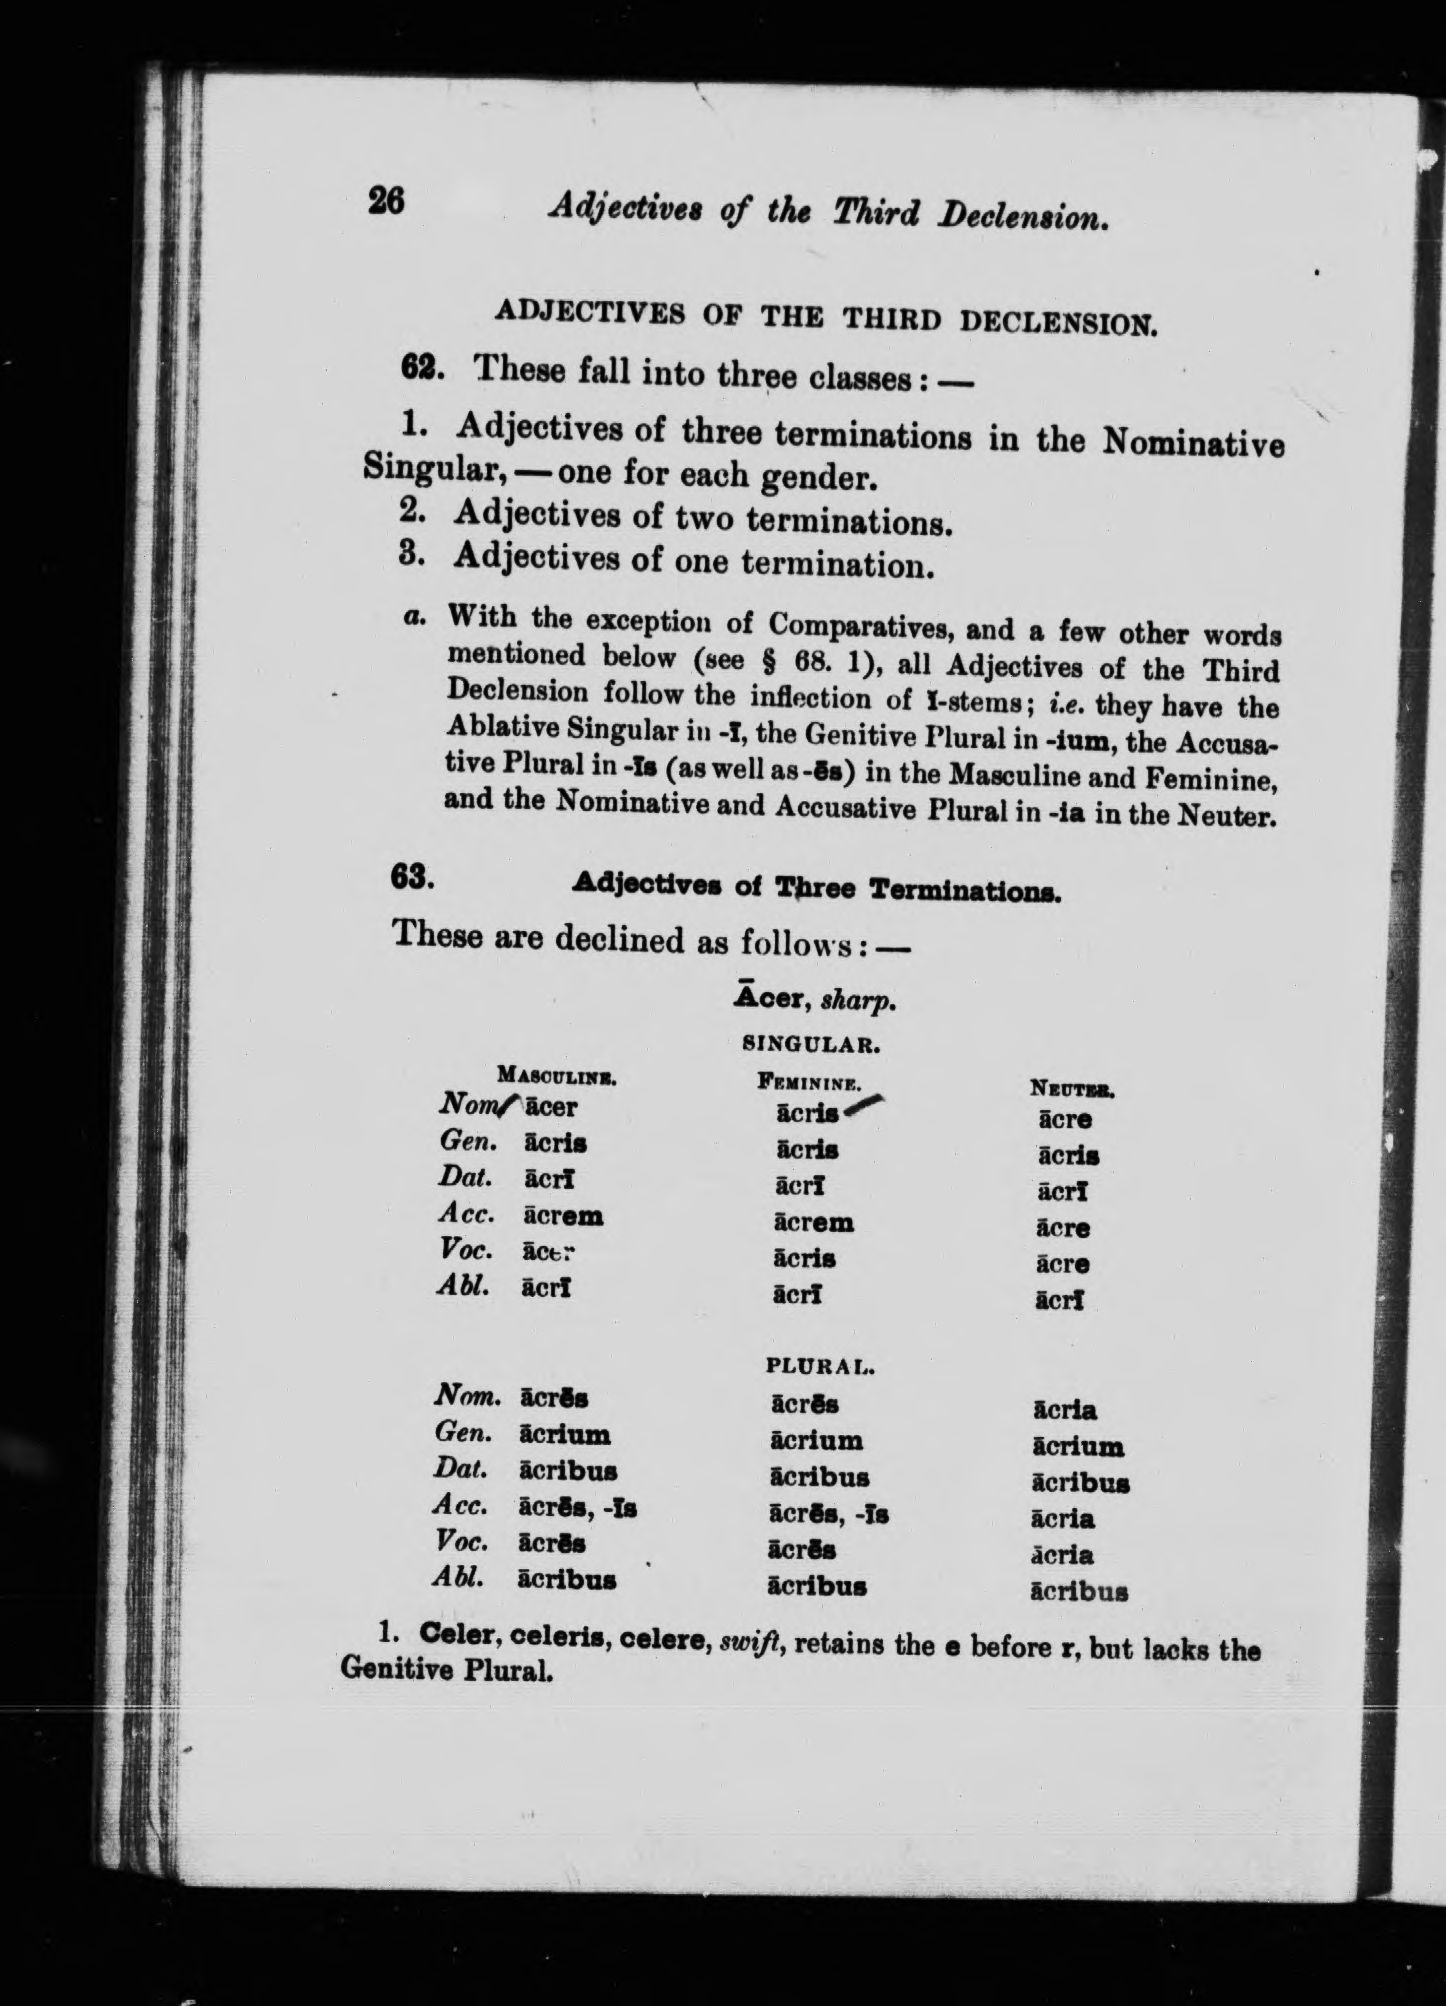 26 Adjectives of the Third Declension.
ADJECTIVES OF THE THIRD DECLENSION.
62. These fall into three classes: —
1. Adjectives of three terminations in the Nominative
Singular, — one for each gender.
2. Adjectives of two terminations.
3. Adjectives of one termination.
a. With the exception of Comparatives, and a few other words
mentioned below (see § 68. 1), all Adjectives of the Third
Declension follow the inflection of ĭ-stems; i.e. they have the
Ablative Singular in -ī, the Genitive Plural in -ium, the Accusa-
tive Plural in -īs (as well as -ēs) in the Masculine and Feminine,
and the Nominative and Accusative Plural in -ia in the Neuter.
63. Adjectives of Three Terminations.
These are declined as follows: —
Ācer, sharp.
SINGULAR.
MASCULINE. FEMININE. NEUTER.
Nom. ācer ācris ācre
Gen. ācris ācris ācris
Dat. ācrī ācrī ācrī
Acc. ācrem ācrem ācre
Voc. ācer ācris ācre
Abl. ācrī ācrī ācrī
PLURAL.
Nom. ācrēs ācrēs ācria
Gen. ācrium ācrium ācrium
Dat. ācribus ācribus ācribus
Acc. ācrēs, -īs ācrēs, -īs ācria
Voc. ācrēs ācrēs ācria
Abl. ācribus ācribus ācribus
1. Celer, celeris, celere, swift, retains the e before r, but lacks the
Genitive Plural.